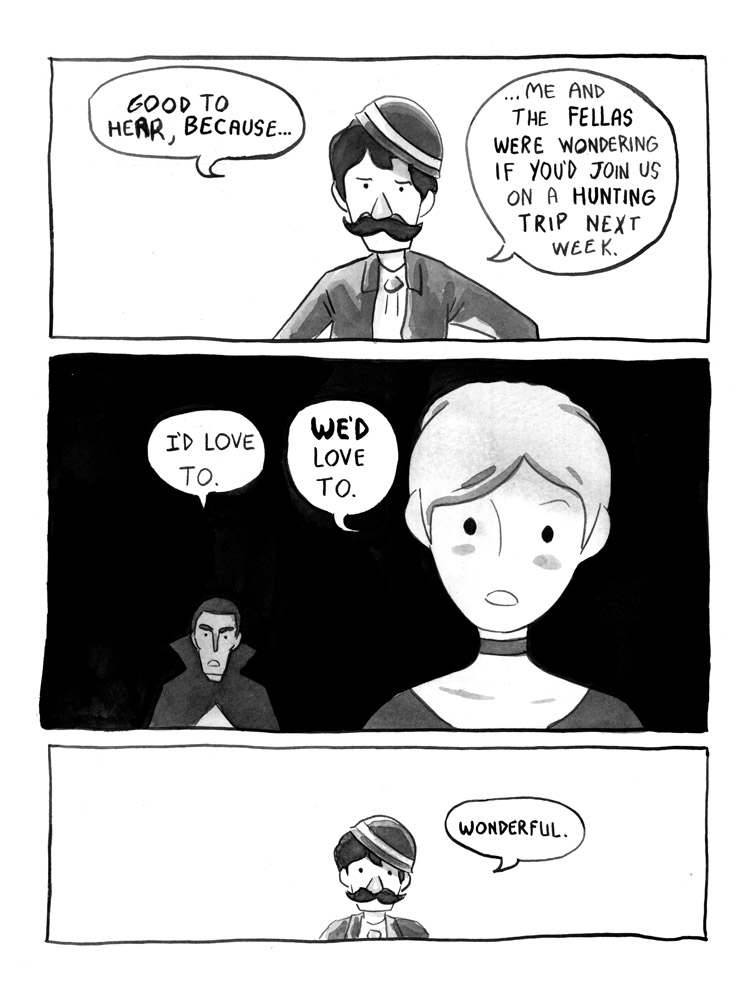 GOOD TO
HEAR, BECAUSE...
...ME AND
THE FELLAS
WERE WONDERING
IF YOU'D JOIN US
ON A HUNTING
TRIP NEXT
WEEK.
I'D LOVE
TO.
WE'D
LOVE
TO.
WONDERFUL.